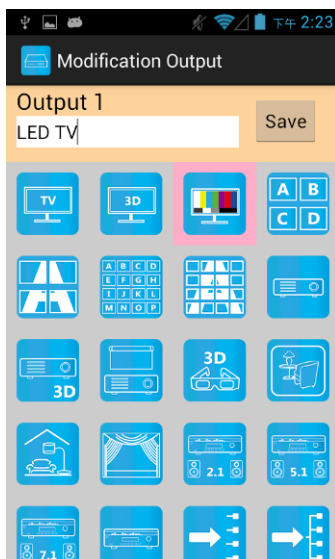 下午 2:23
Modification Output
Output 1
LED TV
Save
TV
3D
A B
C D
A B C D
E F G H
I J K L
M N O P
3D
3D
2.1
5.1
7.1